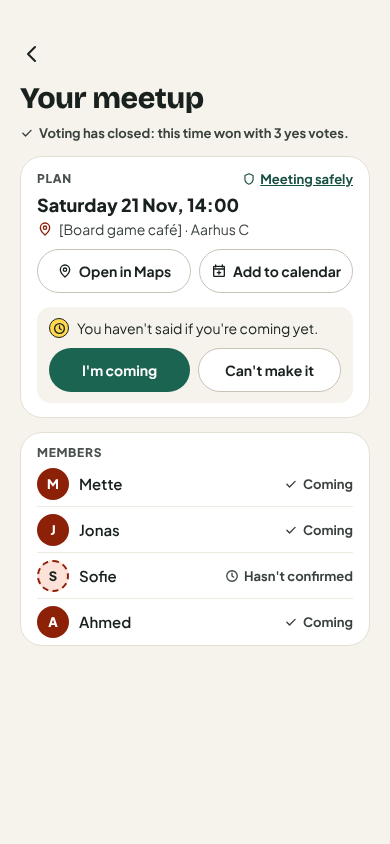 Your meetup
Voting has closed: this time won with 3 yes votes.
PLAN
Meeting safely
Saturday 21 Nov, 14:00
[Board game café] · Aarhus C
Open in Maps
Add to calendar
You haven't said if you're coming yet.
I'm coming
Can't make it
MEMBERS
M Mette Coming
J Jonas Coming
S Sofie Hasn't confirmed
A Ahmed Coming